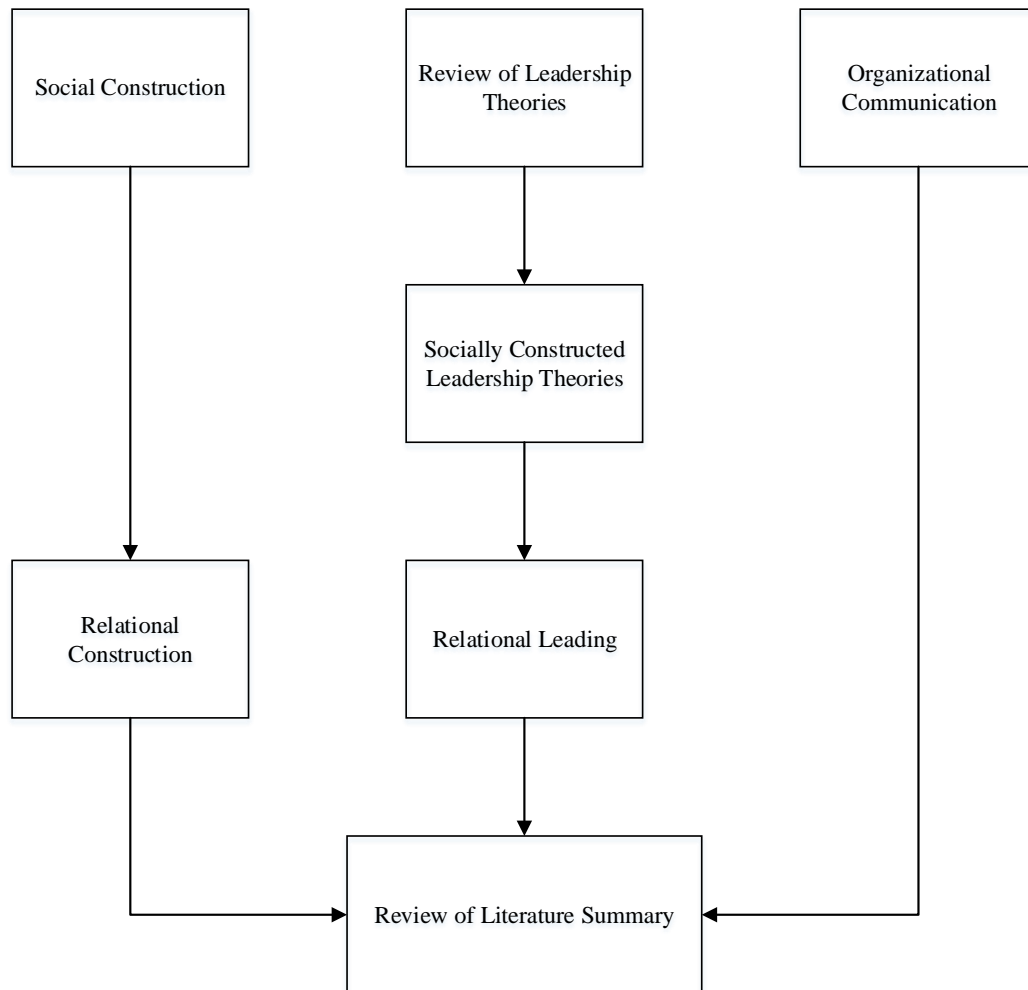 Social Construction
Review of Leadership
Theories
Organizational
Communication
Socially Constructed
Leadership Theories
Relational
Construction
Relational Leading
Review of Literature Summary